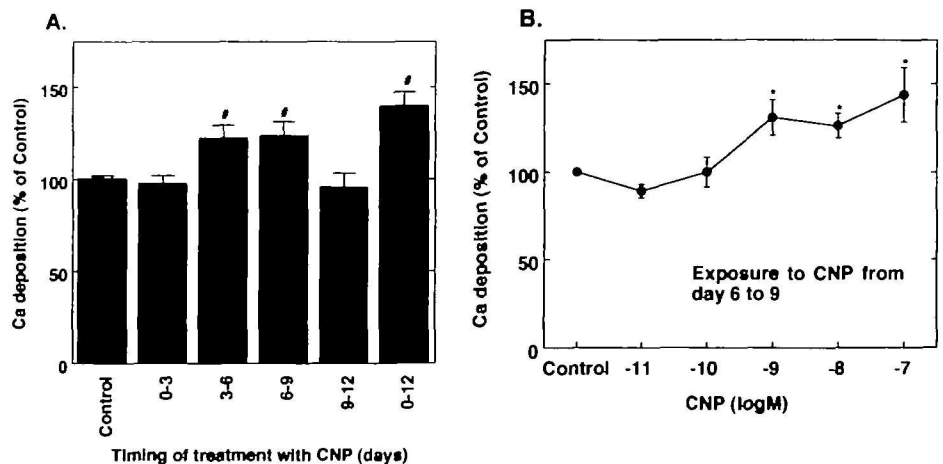 A.
Ca deposition (% of Control)
150
100
50
0
#
#
#
Control
0-3
3-6
6-9
9-12
0-12
Timing of treatment with CNP (days)
B.
Ca deposition (% of Control)
150
100
50
0
*
*
*
Exposure to CNP from
day 6 to 9
Control -11 -10 -9 -8 -7
CNP (logM)